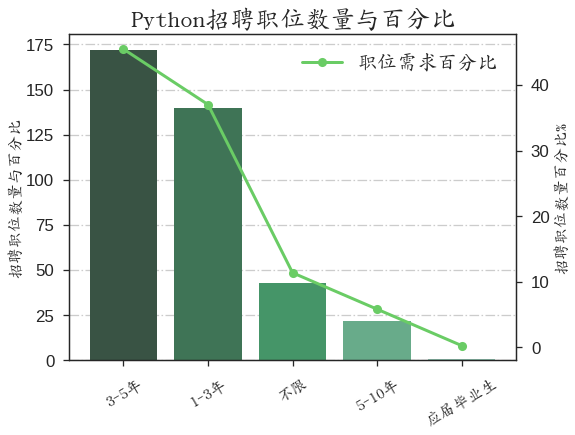 Python招聘职位数量与百分比
职位需求百分比
招聘职位数量与百分比
175
150
125
100
75
50
25
0
40
30
20
10
0
招聘职位数量百分比%
3-5年
1-3年
不限
5-10年
应届毕业生